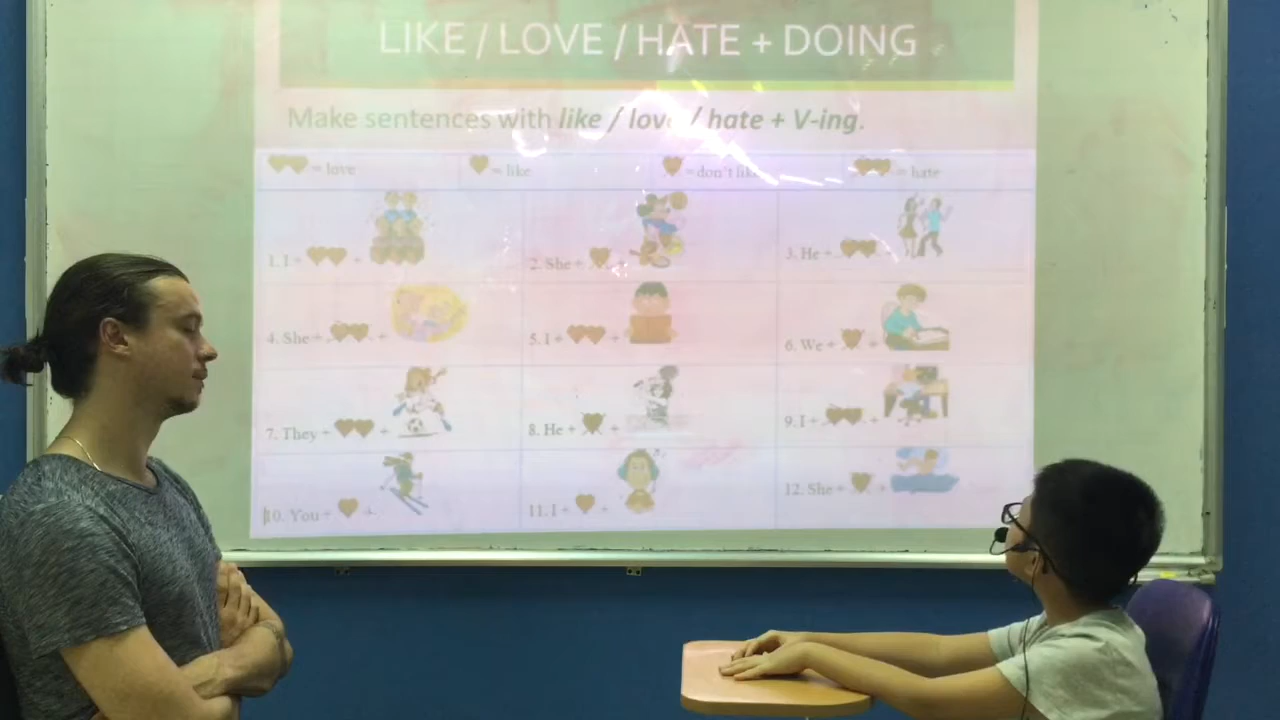 LIKE / LOVE / HATE + DOING
Make sentences with like / love / hate + V-ing.
= love = like = don't like = hate
1. I + +
2. She + +
3. He + +
4. She + +
5. I + +
6. We + +
7. They + +
8. He + +
9. I + +
10. You + +
11. I + +
12. She + +